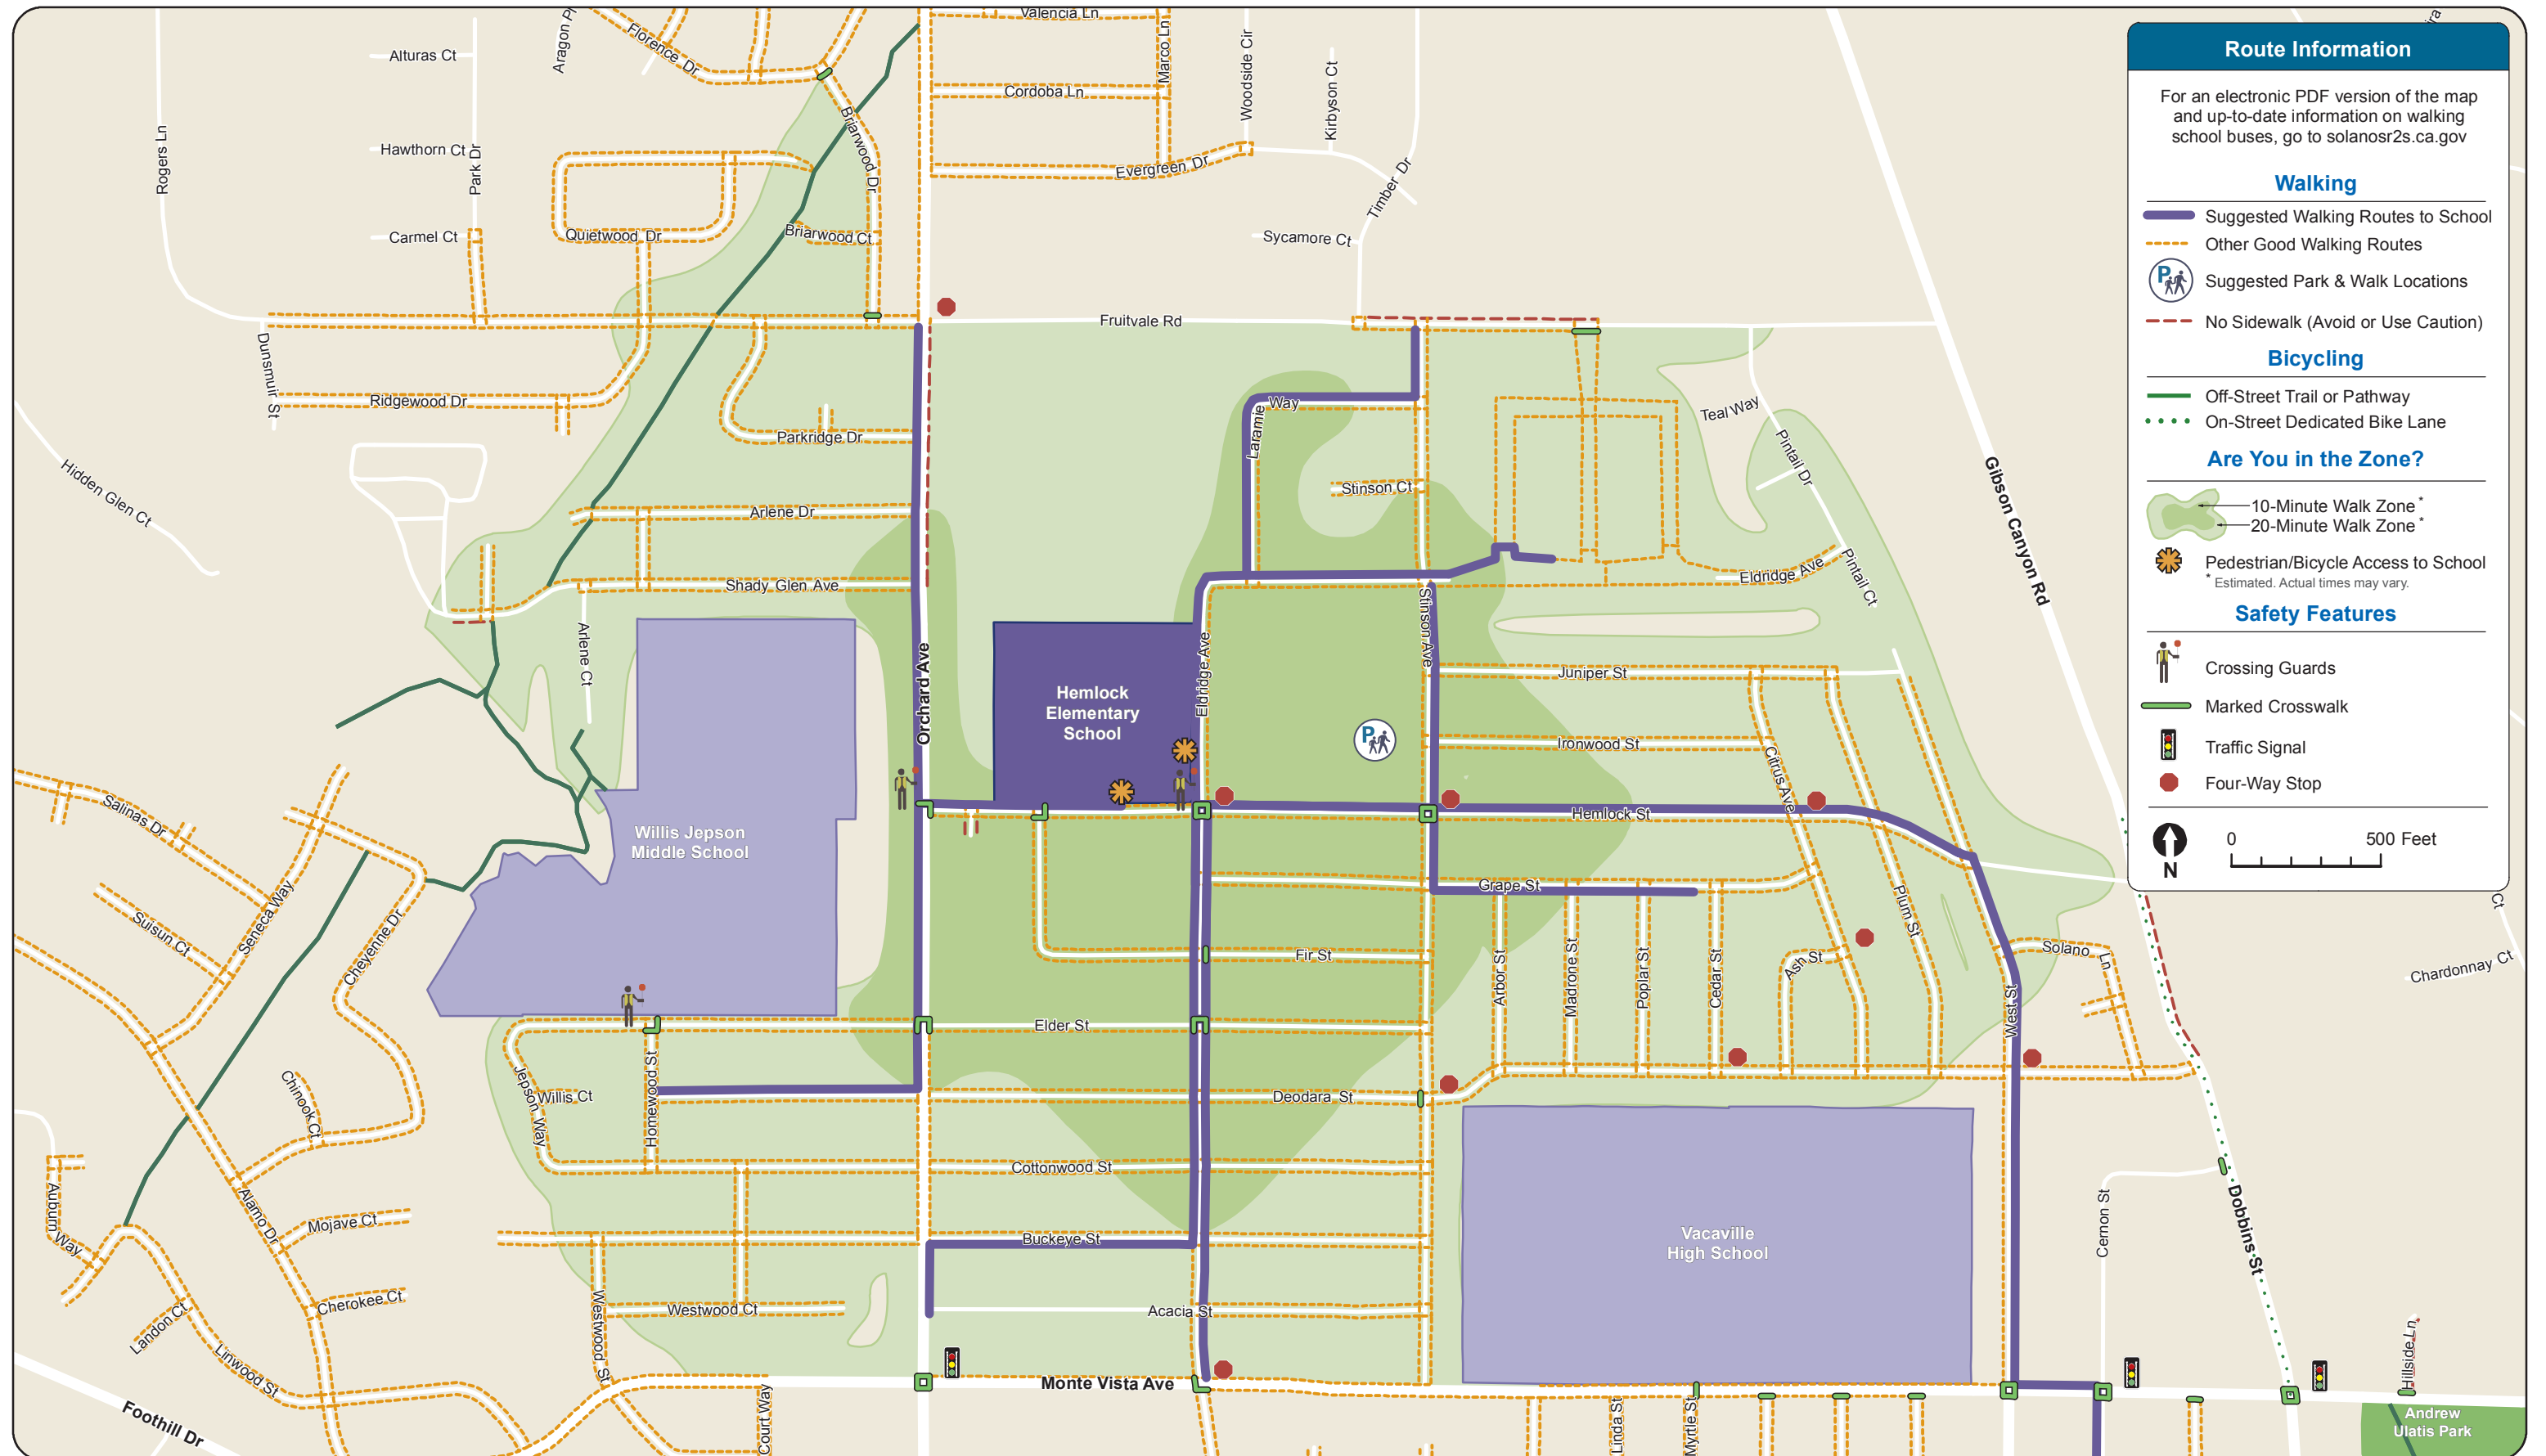 Valencia Ln
Aragon Pl
Florence Dr
Alturas Ct
Marco Ln
Woodside Cir
Kirbyson Ct
Cordoba Ln
Rogers Ln
Hawthorn Ct
Park Dr
Briarwood Dr
Evergreen Dr
Timber Dr
Carmel Ct
Quietwood Dr
Briarwood Ct
Sycamore Ct
Fruitvale Rd
Dunsmuir St
Ridgewood Dr
Parkridge Dr
Laramie
Way
Teal Way
Pintail Dr
Hidden Glen Ct
Stinson Ct
Arlene Dr
Gibson Canyon Rd
Shady Glen Ave
Eldridge Ave
Pintail Ct
Arlene Ct
Orchard Ave
Hemlock
Elementary
School
Eldridge Ave
Stinson Ave
Juniper St
P
Ironwood St
Citrus Ave
Salinas Dr
Willis Jepson
Middle School
Hemlock St
Seneca Way
Suisun Ct
Cheyenne Dr
Grape St
Plum St
Fir St
Arbor St
Madrone St
Poplar St
Cedar St
Ash St
Solano
Ln
West St
Chardonnay Ct
Ct
Elder St
Chinook Ct
Jepson Way
Willis Ct
Homewood St
Deodara St
Cottonwood St
Auburn
Way
Alamo Dr
Mojave Ct
Buckeye St
Vacaville
High School
Cernon St
Dobbins St
Cherokee Ct
Landon Ct
Linwood St
Westwood St
Westwood Ct
Acacia St
Monte Vista Ave
Court Way
Foothill Dr
Linda St
Myrtle St
Hillside Ln
Andrew
Ulatis Park
Route Information
For an electronic PDF version of the map
and up-to-date information on walking
school buses, go to solanosr2s.ca.gov
Walking
Suggested Walking Routes to School
Other Good Walking Routes
P
Suggested Park & Walk Locations
No Sidewalk (Avoid or Use Caution)
Bicycling
Off-Street Trail or Pathway
On-Street Dedicated Bike Lane
Are You in the Zone?
10-Minute Walk Zone *
20-Minute Walk Zone *
Pedestrian/Bicycle Access to School
* Estimated. Actual times may vary.
Safety Features
Crossing Guards
Marked Crosswalk
Traffic Signal
Four-Way Stop
0 500 Feet
N